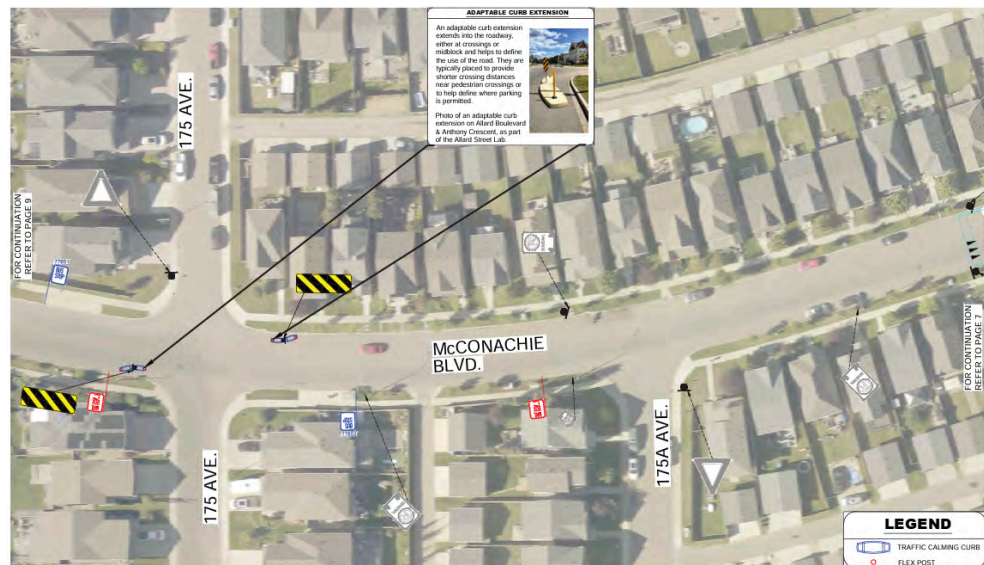 ADAPTABLE CURB EXTENSION
An adaptable curb extension
extends into the roadway,
either at crossings or
midblock and helps to define
the use of the road. They are
typically placed to provide
shorter crossing distances
near pedestrian crossings or
to help define where parking
is permitted.
Photo of an adaptable curb
extension on Allard Boulevard
& Anthony Crescent, as part
of the Allard Street Lab.
175 AVE.
FOR CONTINUATION
REFER TO PAGE 9
BUS
STOP
McCONACHIE
BLVD.
FOR CONTINUATION
REFER TO PAGE 7
175 AVE.
175A AVE.
LEGEND
TRAFFIC CALMING CURB
FLEX POST